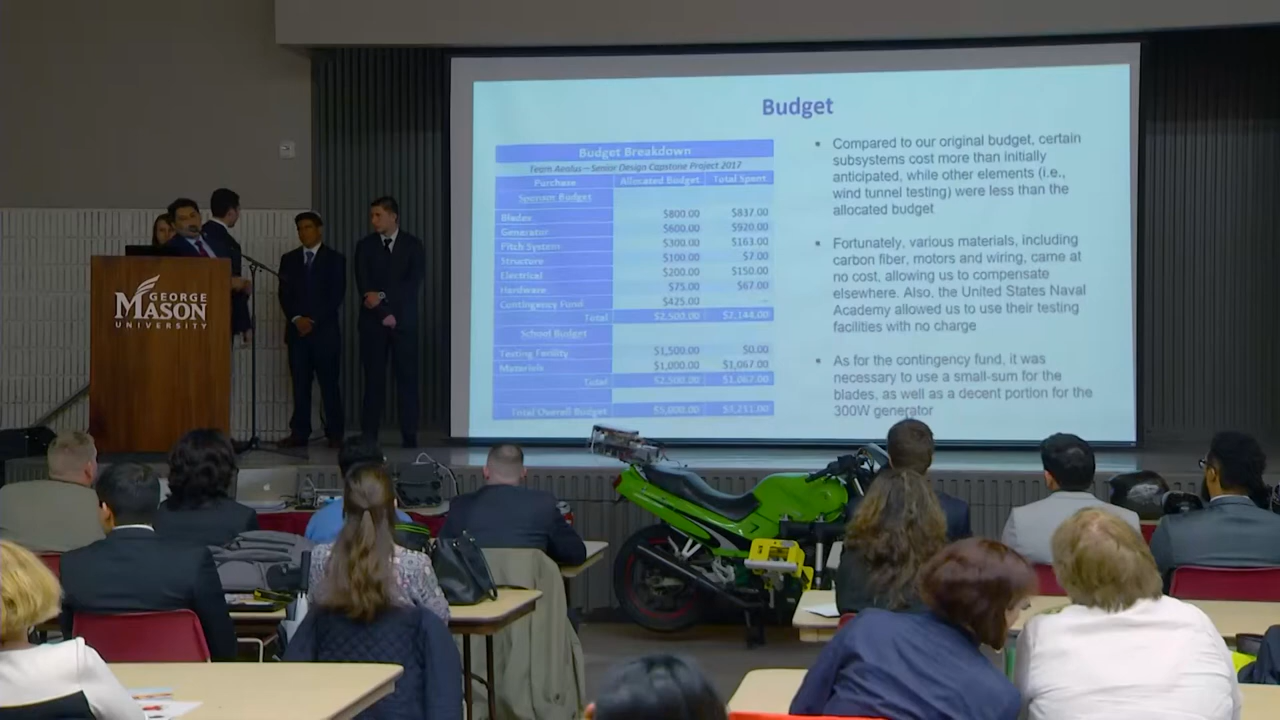 Budget
Budget Breakdown
Team Aeolus—Senior Design Capstone Project 2017
Purchase Allocated Budget Total Spent
Sponsor Budget
Blades $800.00 $837.00
Generator $600.00 $920.00
Pitch System $300.00 $163.00
Structure $100.00 $7.00
Electrical $200.00 $150.00
Hardware $75.00 $67.00
Contingency Fund $425.00 –
Total $2,500.00 $2,144.00
School Budget
Testing Facility $1,500.00 $0.00
Materials $1,000.00 $1,067.00
Total $2,500.00 $1,067.00
Total Overall Budget $5,000.00 $3,211.00
• Compared to our original budget, certain
subsystems cost more than initially
anticipated, while other elements (i.e.,
wind tunnel testing) were less than the
allocated budget
• Fortunately, various materials, including
carbon fiber, motors and wiring, came at
no cost, allowing us to compensate
elsewhere. Also, the United States Naval
Academy allowed us to use their testing
facilities with no charge
• As for the contingency fund, it was
necessary to use a small-sum for the
blades, as well as a decent portion for the
300W generator
GEORGE
MASON
UNIVERSITY